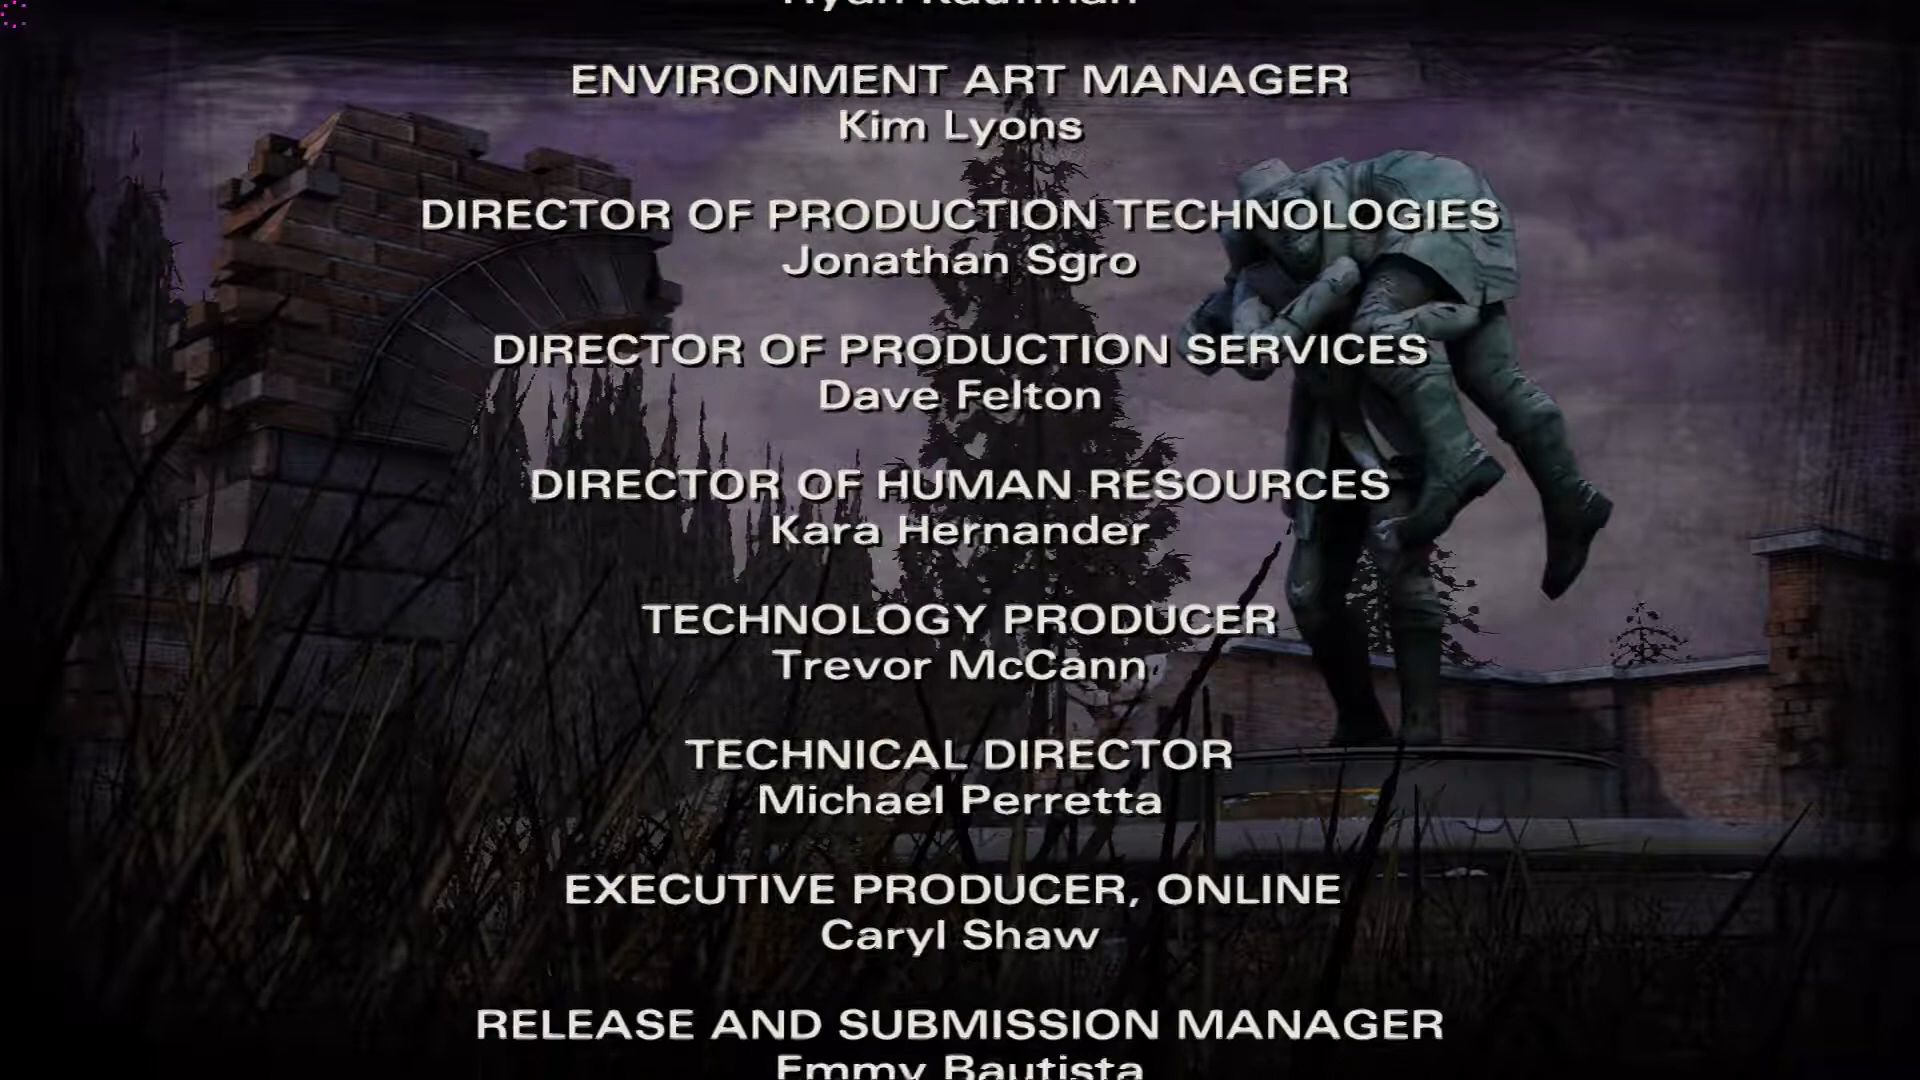 Ryan Kaufman
ENVIRONMENT ART MANAGER
Kim Lyons
DIRECTOR OF PRODUCTION TECHNOLOGIES
Jonathan Sgro
DIRECTOR OF PRODUCTION SERVICES
Dave Felton
DIRECTOR OF HUMAN RESOURCES
Kara Hernander
TECHNOLOGY PRODUCER
Trevor McCann
TECHNICAL DIRECTOR
Michael Perretta
EXECUTIVE PRODUCER, ONLINE
Caryl Shaw
RELEASE AND SUBMISSION MANAGER
Emmy Bautista